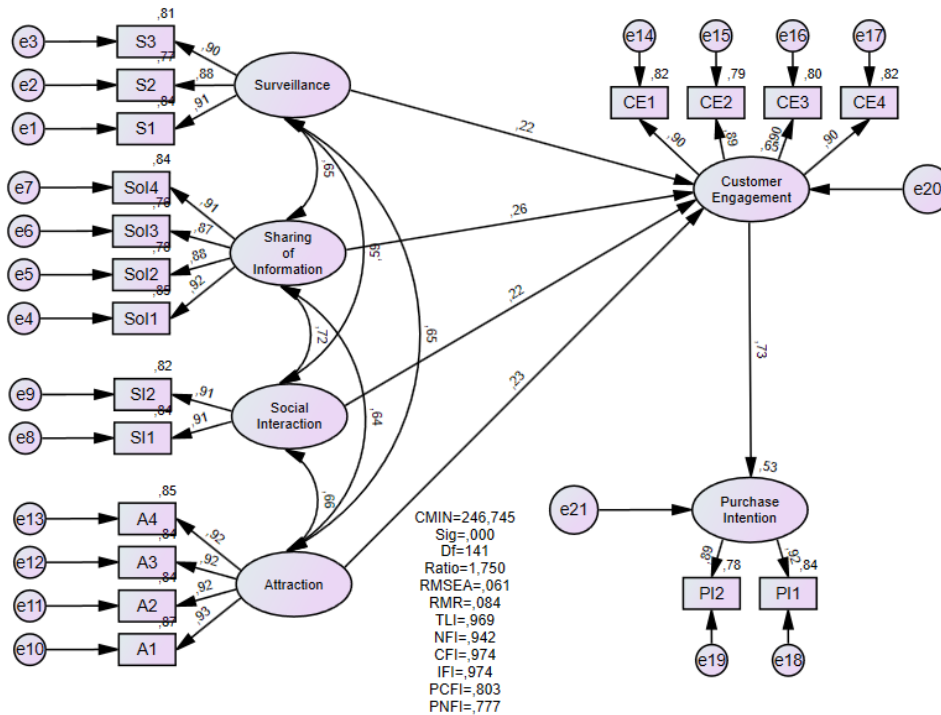 ,81
e3
S3
,90
,77
e2
S2
,88
,84
e1
S1
,91
Surveillance
,84
e7
SoI4
,91
,76
e6
SoI3
,87
,78
e5
SoI2
,88
,85
e4
SoI1
,92
Sharing
of
Information
,82
e9
SI2
,91
,84
e8
SI1
,91
Social
Interaction
,85
e13
A4
,92
,84
e12
A3
,92
,84
e11
A2
,92
,87
e10
A1
,93
Attraction
,65
,65
,65
,72
,64
,66
,22
,26
,22
,23
e14
e15
e16
e17
,82
,79
,80
,82
CE1
CE2
CE3
CE4
,90
,89
,90
,90
,65
Customer
Engagement
e20
,73
,53
e21
Purchase
Intention
,89
,78
,92
,84
PI2
PI1
e19
e18
CMIN=246,745
Sig=,000
Df=141
Ratio=1,750
RMSEA=,061
RMR=,084
TLI=,969
NFI=,942
CFI=,974
IFI=,974
PCFI=,803
PNFI=,777